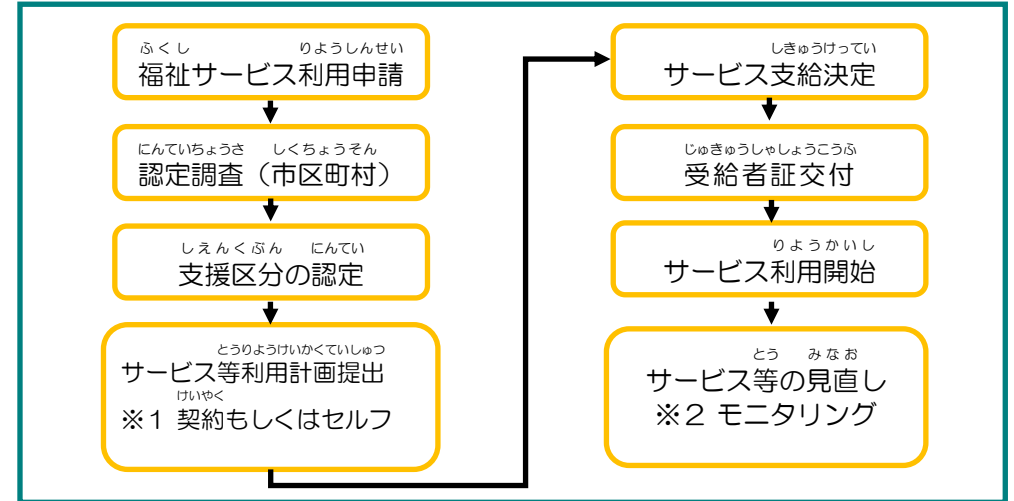 ふくし りようしんせい
福祉サービス利用申請
にんていちょうさ しくちょうそん
認定調査（市区町村）
しえんくぶん にんてい
支援区分の認定
とうりようけいかくていしゅつ
サービス等利用計画提出
けいやく
※１ 契約もしくはセルフ
しきゅうけってい
サービス支給決定
じゅきゅうしゃしょうこうふ
受給者証交付
りようかいし
サービス利用開始
とう みなお
サービス等の見直し
※２ モニタリング